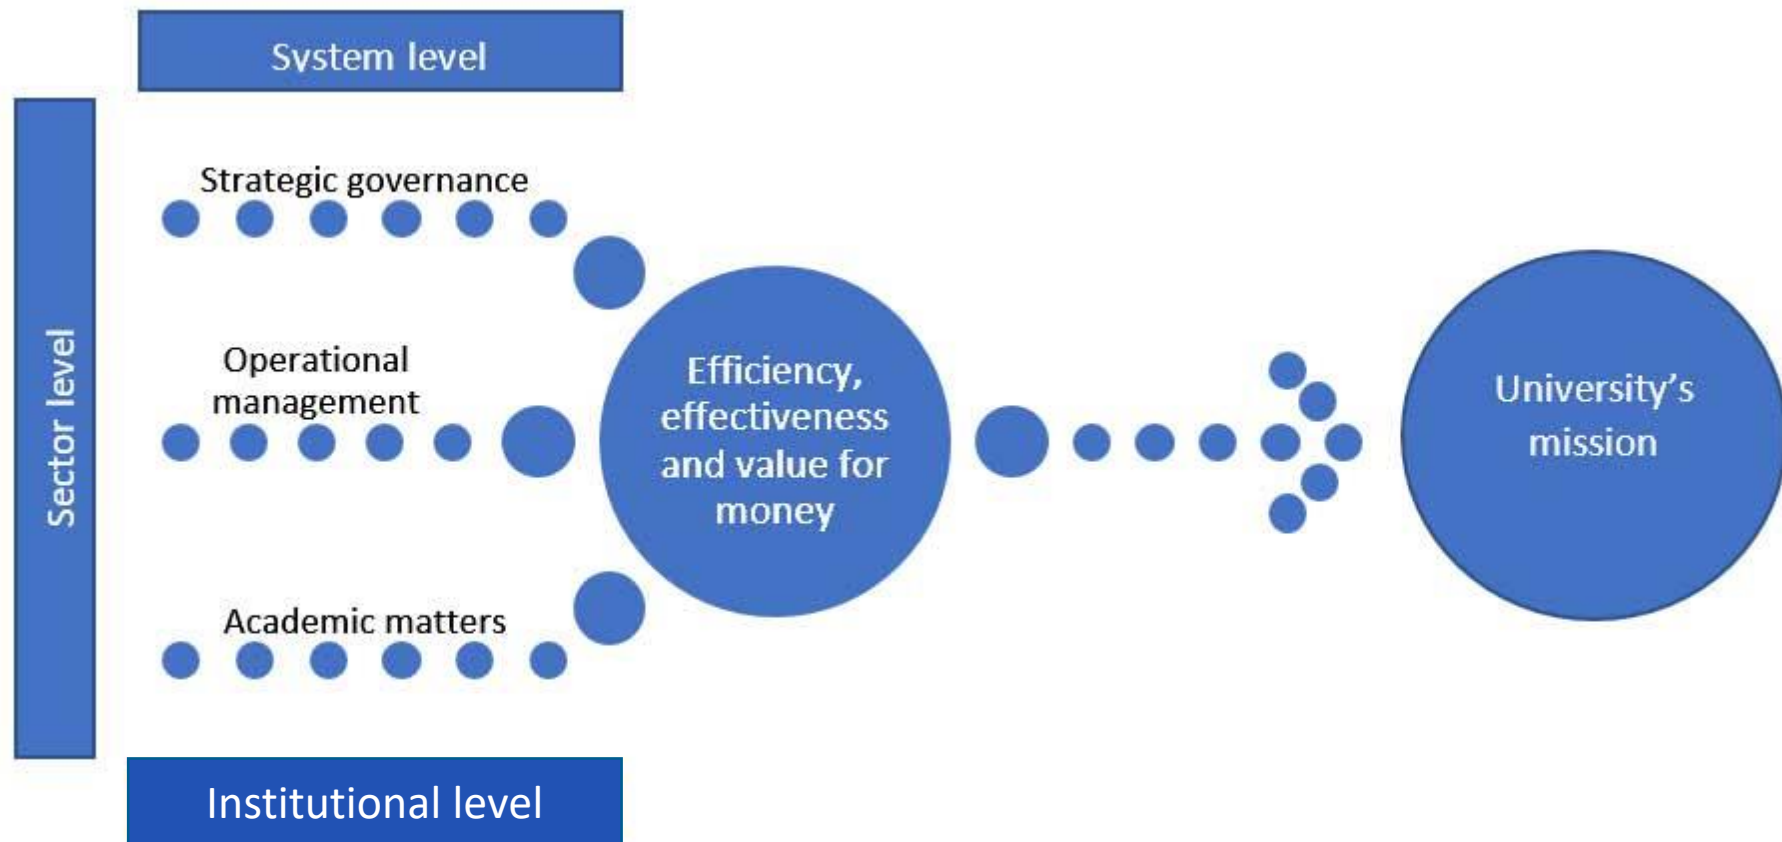 System level
Sector level
Strategic governance
Operational
management
Academic matters
Efficiency,
effectiveness
and value for
money
University's
mission
Institutional level